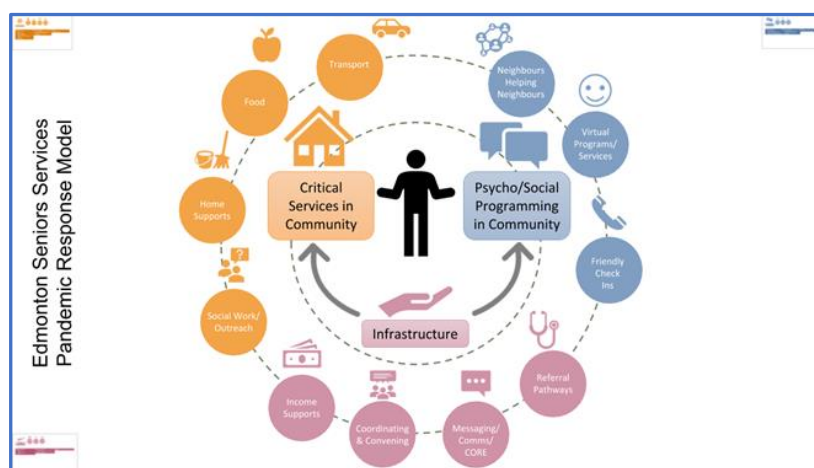 Edmonton Seniors Services
Pandemic Response Model
Transport
Food
Home
Supports
Social Work/
Outreach
Critical
Services in
Community
Psycho/Social
Programming
in Community
Infrastructure
Neighbours
Helping
Neighbours
Virtual
Programs/
Services
Friendly
Check
Ins
Referral
Pathways
Messaging/
Comms/
CORE
Coordinating
& Convening
Income
Supports